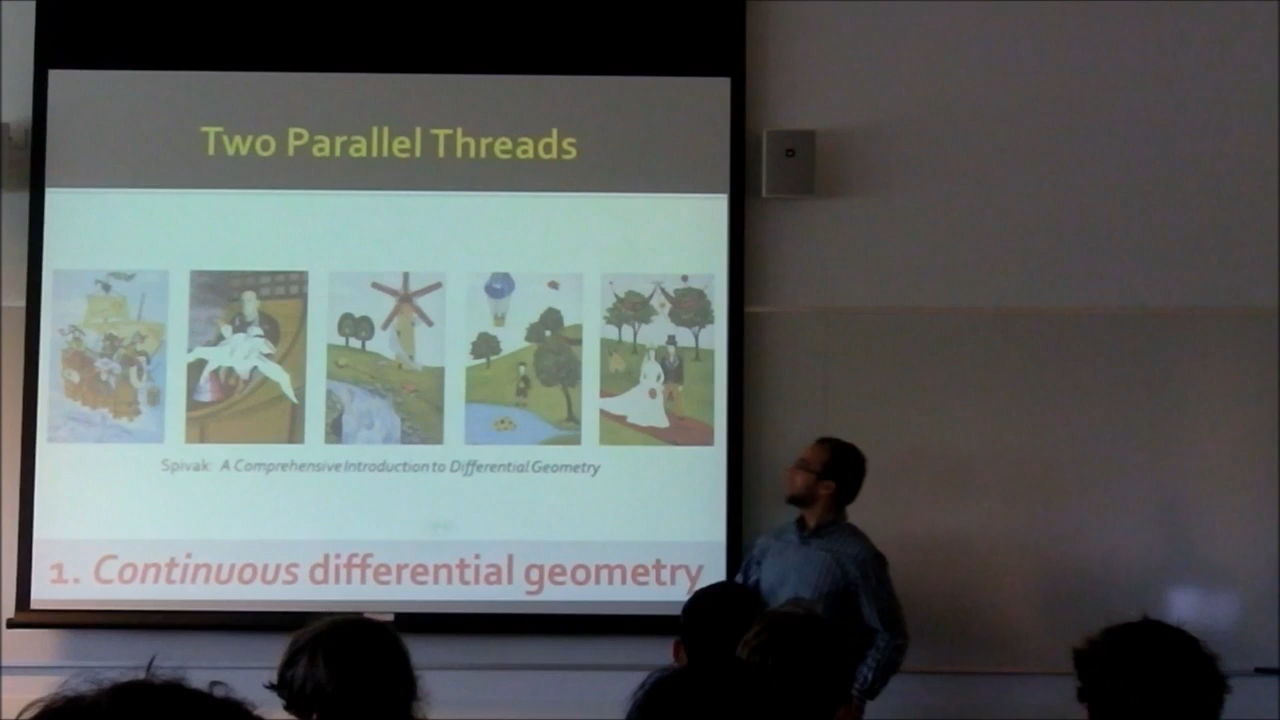 Two Parallel Threads
Spivak: A Comprehensive Introduction to Differential Geometry
1. Continuous differential geometry